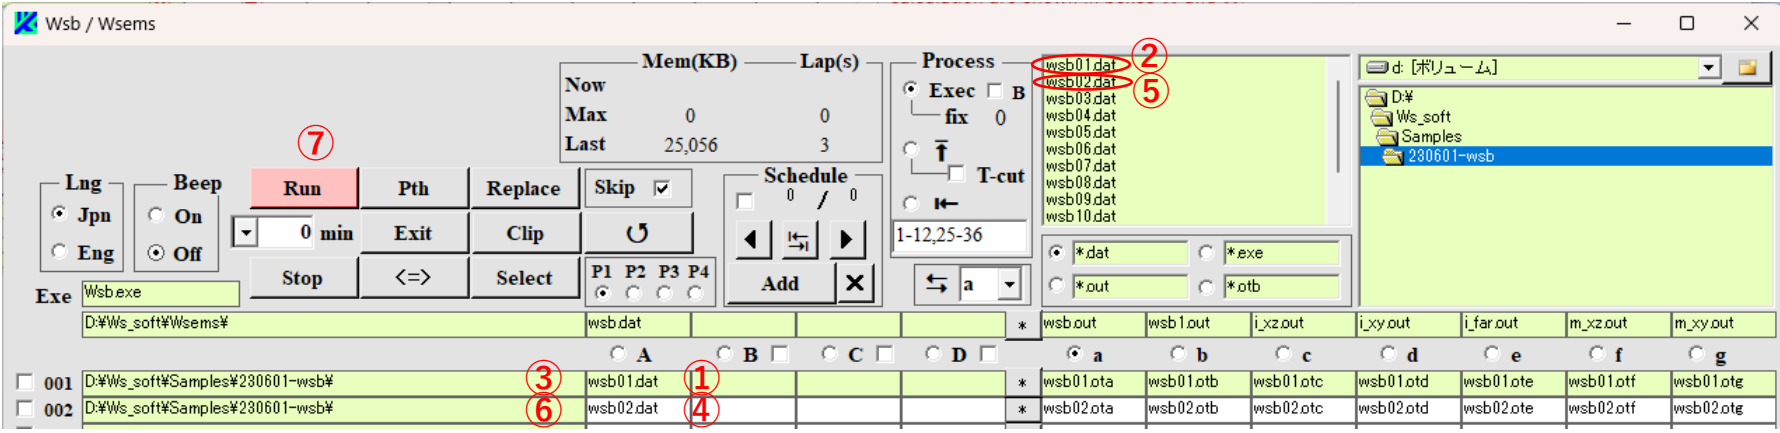 Wsb / Wsems
Mem(KB) Lap(s)
Now
Max 0 0
Last 25,056 3
Process
Exec B
fix 0
T-cut
1-12,25-36
a
wsb01.dat ②
wsb02.dat ⑤
wsb03.dat
wsb04.dat
wsb05.dat
wsb06.dat
wsb07.dat
wsb08.dat
wsb09.dat
wsb10.dat
*.dat *.exe
*.out *.otb
d: [ボリューム]
D:¥
Ws_soft
Samples
230601-wsb
⑦
Lng
Jpn
Eng
Beep
On
Off
Run Pth Replace Skip
0 min Exit Clip
Stop <=> Select P1 P2 P3 P4
Schedule
0 / 0
Add
Exe Wsb.exe
D:¥Ws_soft¥Wsems¥ wsb.dat * wsb.out wsb1.out i_xz.out i_xy.out i_far.out m_xz.out m_xy.out
A B C D a b c d e f g
001 D:¥Ws_soft¥Samples¥230601-wsb¥ ③ wsb01.dat ① * wsb01.ota wsb01.otb wsb01.otc wsb01.otd wsb01.ote wsb01.otf wsb01.otg
002 D:¥Ws_soft¥Samples¥230601-wsb¥ ⑥ wsb02.dat ④ * wsb02.ota wsb02.otb wsb02.otc wsb02.otd wsb02.ote wsb02.otf wsb02.otg